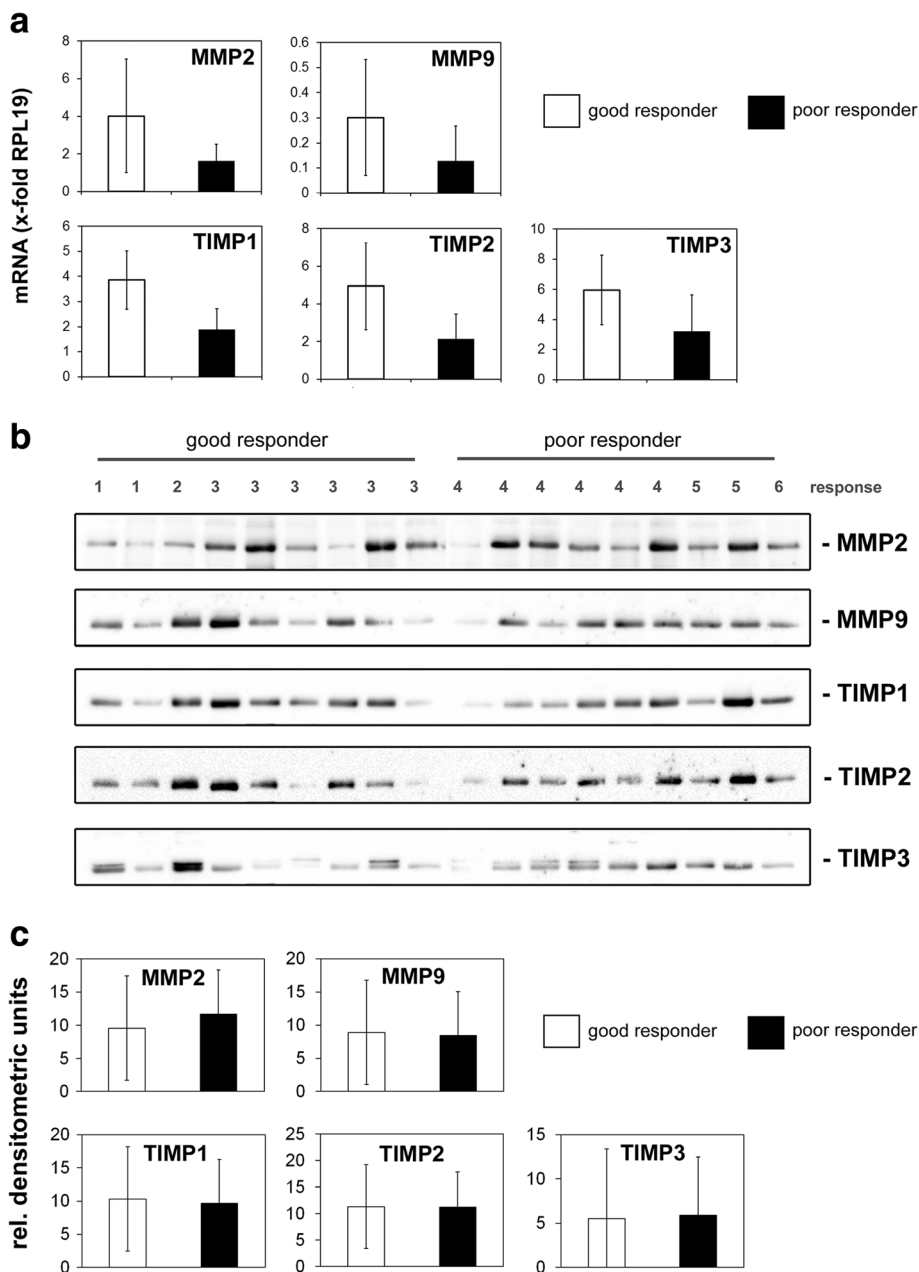 a
mRNA (x-fold RPL19)
MMP2
8
6
4
2
0
MMP9
0.6
0.5
0.4
0.3
0.2
0.1
0
good responder
poor responder
TIMP1
6
5
4
3
2
1
0
TIMP2
8
6
4
2
0
TIMP3
10
8
6
4
2
0
b
good responder poor responder
1 1 2 3 3 3 3 3 3 4 4 4 4 4 4 5 5 6 response
- MMP2
- MMP9
- TIMP1
- TIMP2
- TIMP3
c
rel. densitometric units
MMP2
20
15
10
5
0
MMP9
20
15
10
5
0
good responder
poor responder
TIMP1
20
15
10
5
0
TIMP2
25
20
15
10
5
0
TIMP3
15
10
5
0